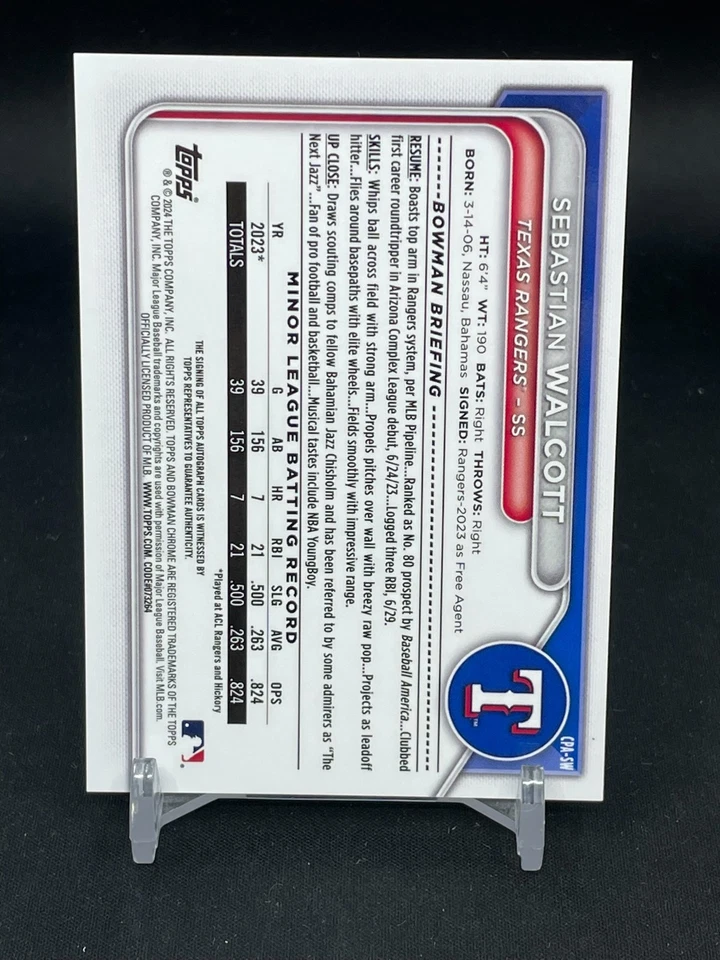 SEBASTIAN WALCOTT
TEXAS RANGERS® – SS
CPA-SW
T™
HT: 6'4" WT: 190 BATS: Right THROWS: Right
BORN: 3-14-06, Nassau, Bahamas SIGNED: Rangers-2023 as Free Agent
BOWMAN BRIEFING
RESUME: Boasts top arm in Rangers system, per MLB Pipeline...Ranked as No. 80 prospect by Baseball America...Clubbed
first career roundtripper in Arizona Complex League debut, 6/24/23...Logged three RBI, 6/29.
SKILLS: Whips ball across field with strong arm...Propels pitches over wall with breezy raw pop...Projects as leadoff
hitter...Flies around basepaths with elite wheels...Fields smoothly with impressive range.
UP CLOSE: Draws scouting comps to fellow Bahamian Jazz Chisholm and has been referred to by some admirers as "The
Next Jazz"...Fan of pro football and basketball...Musical tastes include NBA YoungBoy.
MINOR LEAGUE BATTING RECORD
YR G AB HR RBI SLG AVG OPS
2023* 39 156 7 21 .500 .263 .824
TOTALS 39 156 7 21 .500 .263 .824
*Played at ACL Rangers and Hickory
THE SIGNING OF ALL TOPPS AUTOGRAPH CARDS IS WITNESSED BY
TOPPS REPRESENTATIVES TO GUARANTEE AUTHENTICITY.
topps®
® & © 2024 THE TOPPS COMPANY, INC. ALL RIGHTS RESERVED. TOPPS AND BOWMAN CHROME ARE REGISTERED TRADEMARKS OF THE TOPPS
COMPANY, INC. Major League Baseball trademarks and copyrights are used with permission of Major League Baseball. Visit MLB.com.
OFFICIALLY LICENSED PRODUCT OF MLB. WWW.TOPPS.COM. CODE#073264